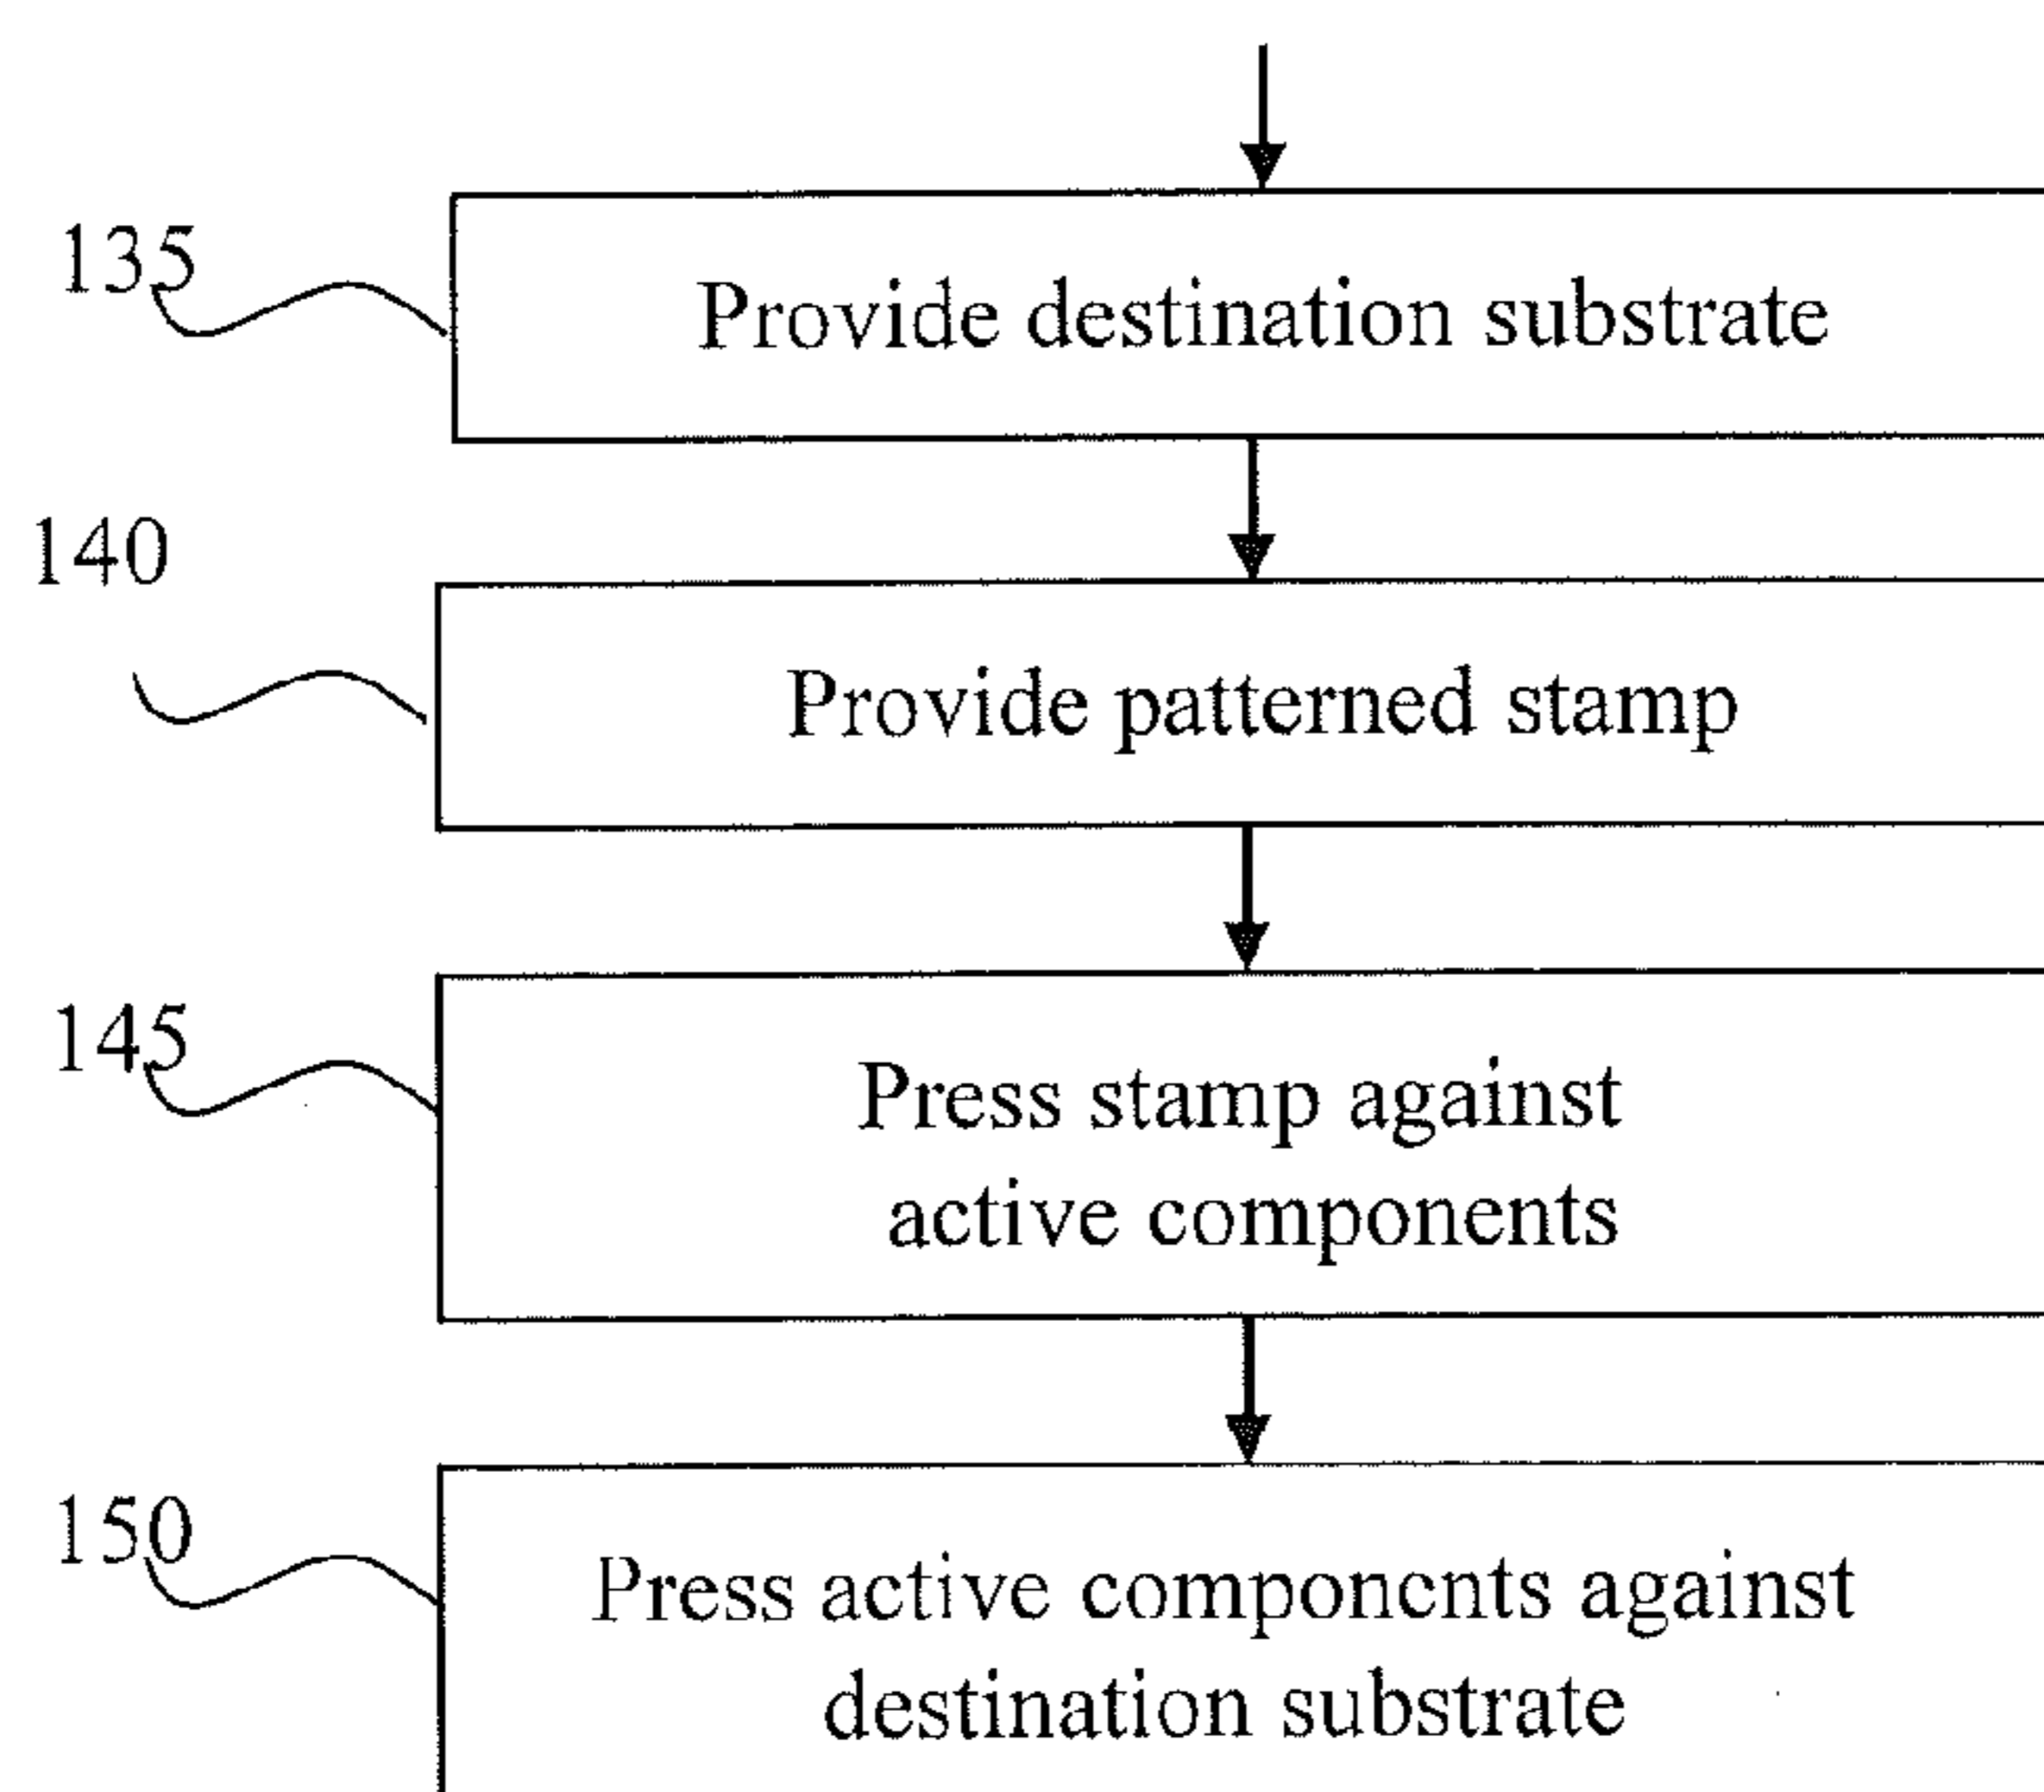 135
Provide destination substrate
140
Provide patterned stamp
145
Press stamp against
active components
150
Press active components against
destination substrate